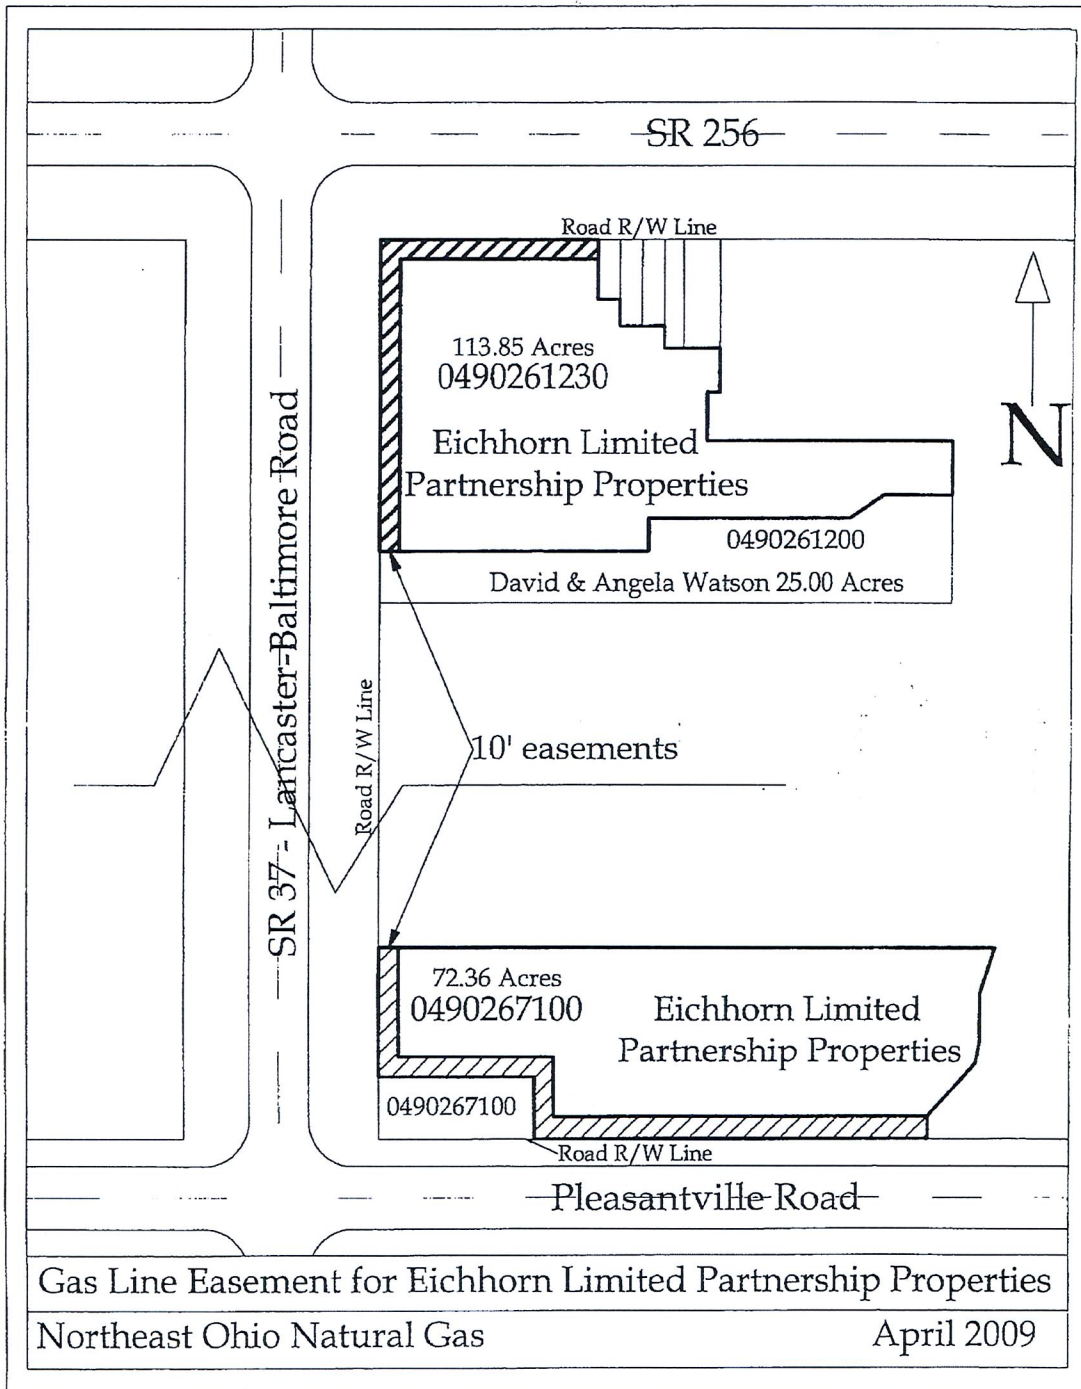 SR 256
Road R/W Line
113.85 Acres
0490261230
Eichhorn Limited
Partnership Properties
N
0490261200
David & Angela Watson 25.00 Acres
SR 37 - Lancaster-Baltimore Road
Road R/W Line
10' easements
72.36 Acres
0490267100
Eichhorn Limited
Partnership Properties
0490267100
Road R/W Line
Pleasantville Road
Gas Line Easement for Eichhorn Limited Partnership Properties
Northeast Ohio Natural Gas
April 2009